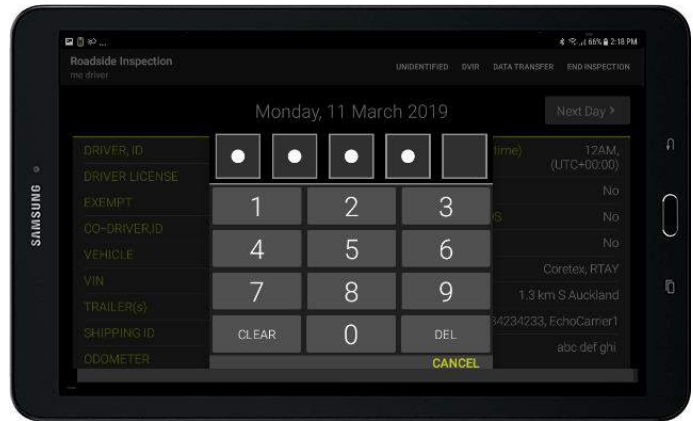 66% 2:18 PM
Roadside Inspection
me driver
UNIDENTIFIED DVIR DATA TRANSFER END INSPECTION
Monday, 11 March 2019
Next Day >
DRIVER, ID
time) 12AM,
(UTC+00:00)
DRIVER LICENSE
No
EXEMPT
No
CO-DRIVER,ID
No
VEHICLE
Coretex, RTAY
VIN
1.3 km S Auckland
TRAILER(s)
34234233, EchoCarrier1
SHIPPING ID
abc def ghi
ODOMETER
1 2 3
4 5 6
7 8 9
CLEAR 0 DEL
CANCEL
SAMSUNG